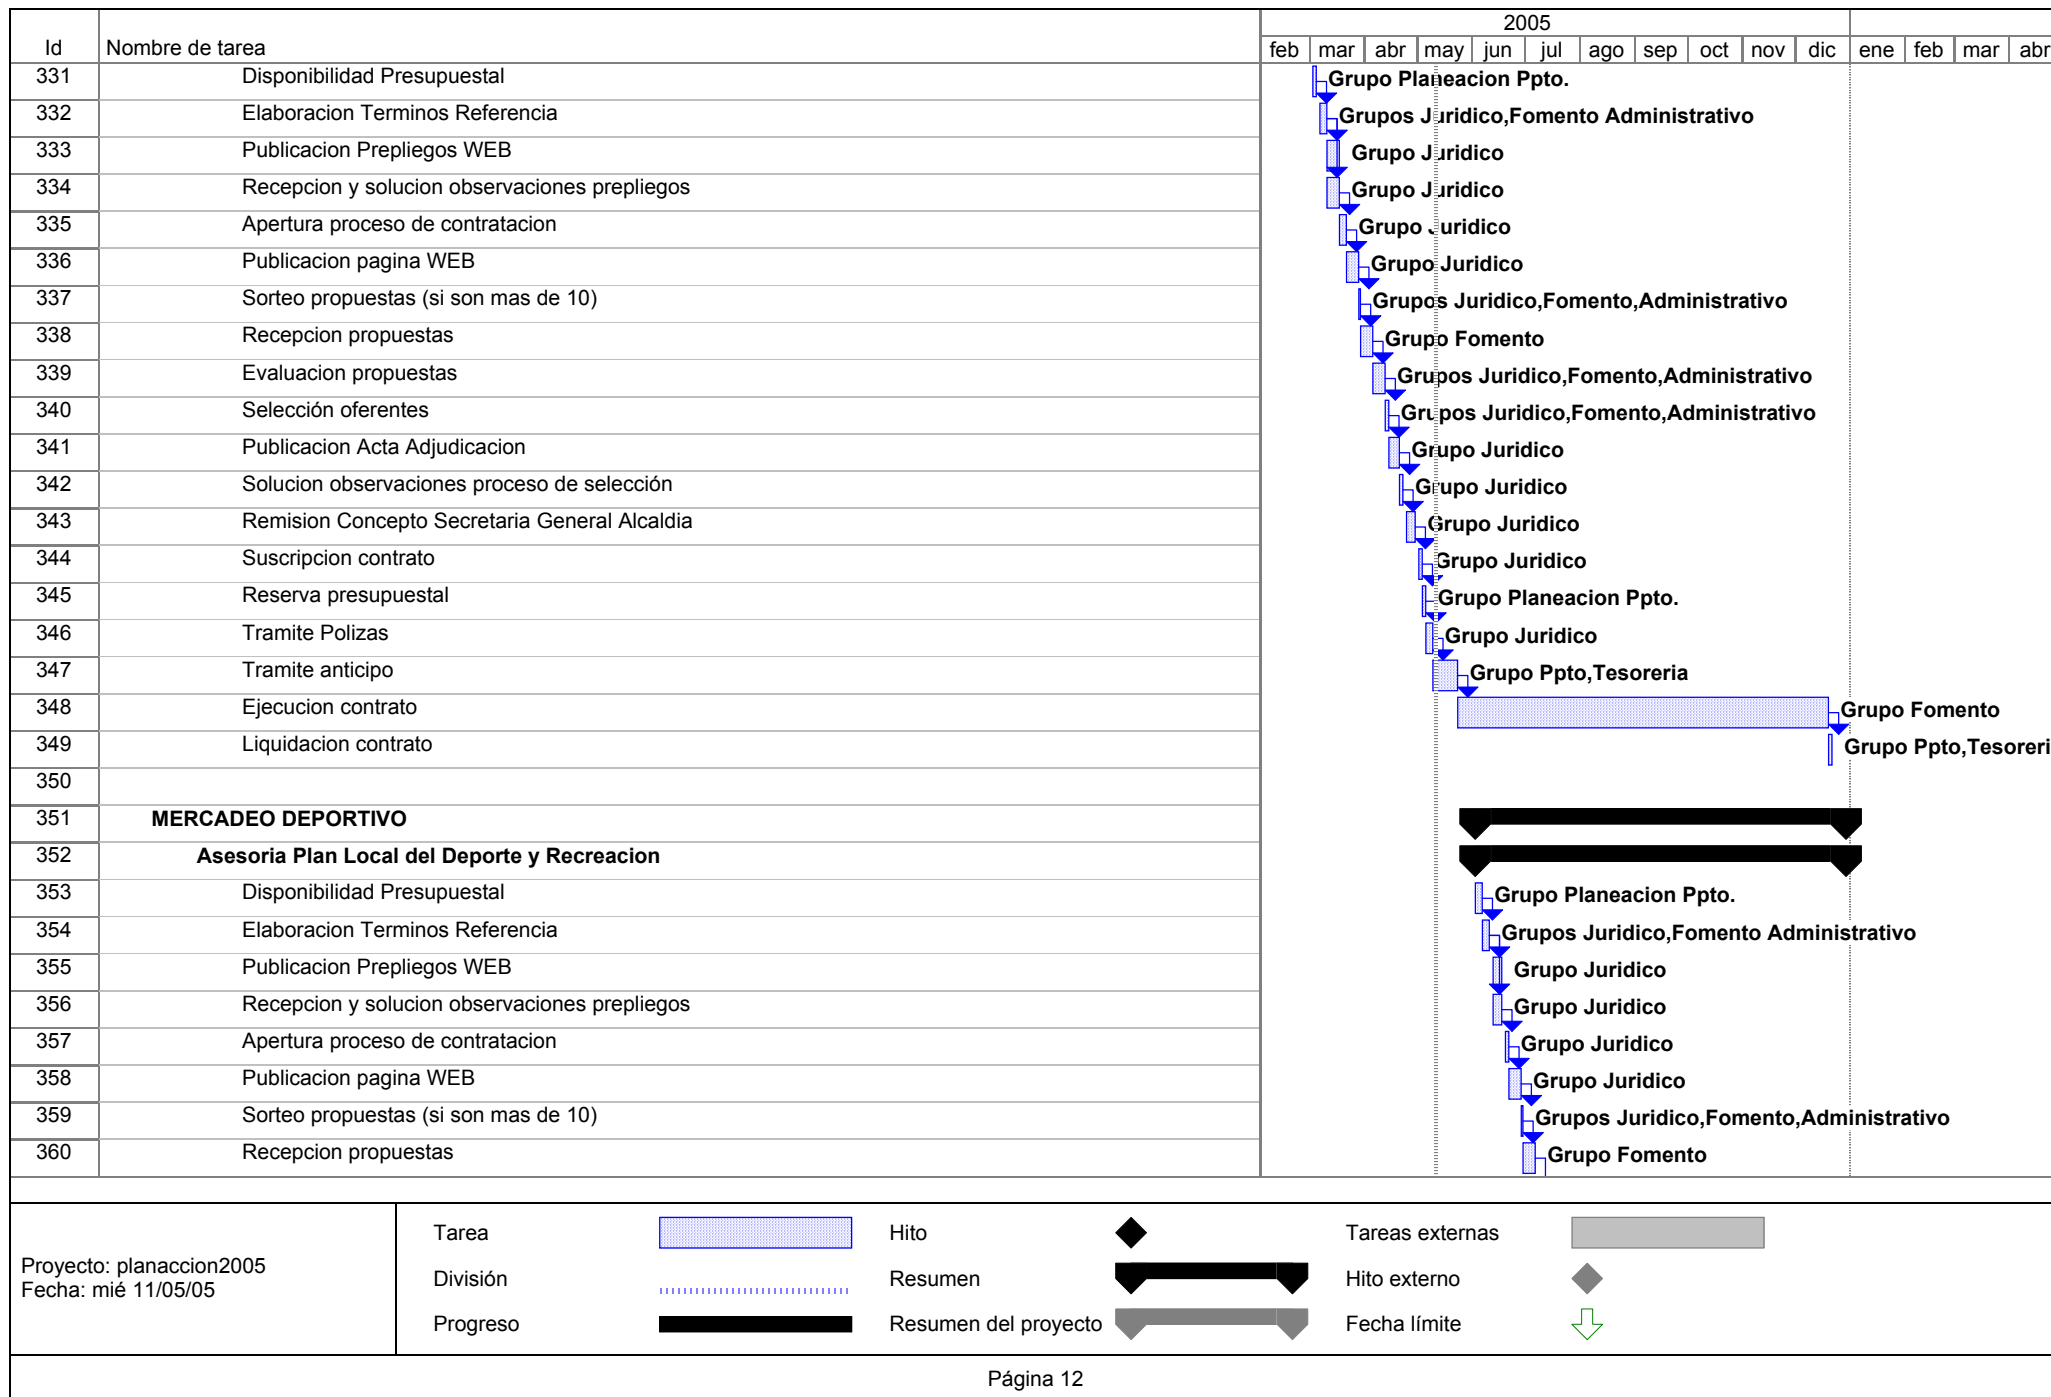 2005
Id Nombre de tarea feb mar abr may jun jul ago sep oct nov dic ene feb mar abr
331 Disponibilidad Presupuestal Grupo Planeacion Ppto.
332 Elaboracion Terminos Referencia Grupos Juridico,Fomento Administrativo
333 Publicacion Prepliegos WEB Grupo Juridico
334 Recepcion y solucion observaciones prepliegos Grupo Juridico
335 Apertura proceso de contratacion Grupo Juridico
336 Publicacion pagina WEB Grupo Juridico
337 Sorteo propuestas (si son mas de 10) Grupos Juridico,Fomento,Administrativo
338 Recepcion propuestas Grupo Fomento
339 Evaluacion propuestas Grupos Juridico,Fomento,Administrativo
340 Selección oferentes Grupos Juridico,Fomento,Administrativo
341 Publicacion Acta Adjudicacion Grupo Juridico
342 Solucion observaciones proceso de selección Grupo Juridico
343 Remision Concepto Secretaria General Alcaldia Grupo Juridico
344 Suscripcion contrato Grupo Juridico
345 Reserva presupuestal Grupo Planeacion Ppto.
346 Tramite Polizas Grupo Juridico
347 Tramite anticipo Grupo Ppto,Tesoreria
348 Ejecucion contrato Grupo Fomento
349 Liquidacion contrato Grupo Ppto,Tesoreri
350
351 MERCADEO DEPORTIVO
352 Asesoria Plan Local del Deporte y Recreacion
353 Disponibilidad Presupuestal Grupo Planeacion Ppto.
354 Elaboracion Terminos Referencia Grupos Juridico,Fomento Administrativo
355 Publicacion Prepliegos WEB Grupo Juridico
356 Recepcion y solucion observaciones prepliegos Grupo Juridico
357 Apertura proceso de contratacion Grupo Juridico
358 Publicacion pagina WEB Grupo Juridico
359 Sorteo propuestas (si son mas de 10) Grupos Juridico,Fomento,Administrativo
360 Recepcion propuestas Grupo Fomento
Proyecto: planaccion2005
Fecha: mié 11/05/05
Tarea Hito Tareas externas
División Resumen Hito externo
Progreso Resumen del proyecto Fecha límite
Página 12